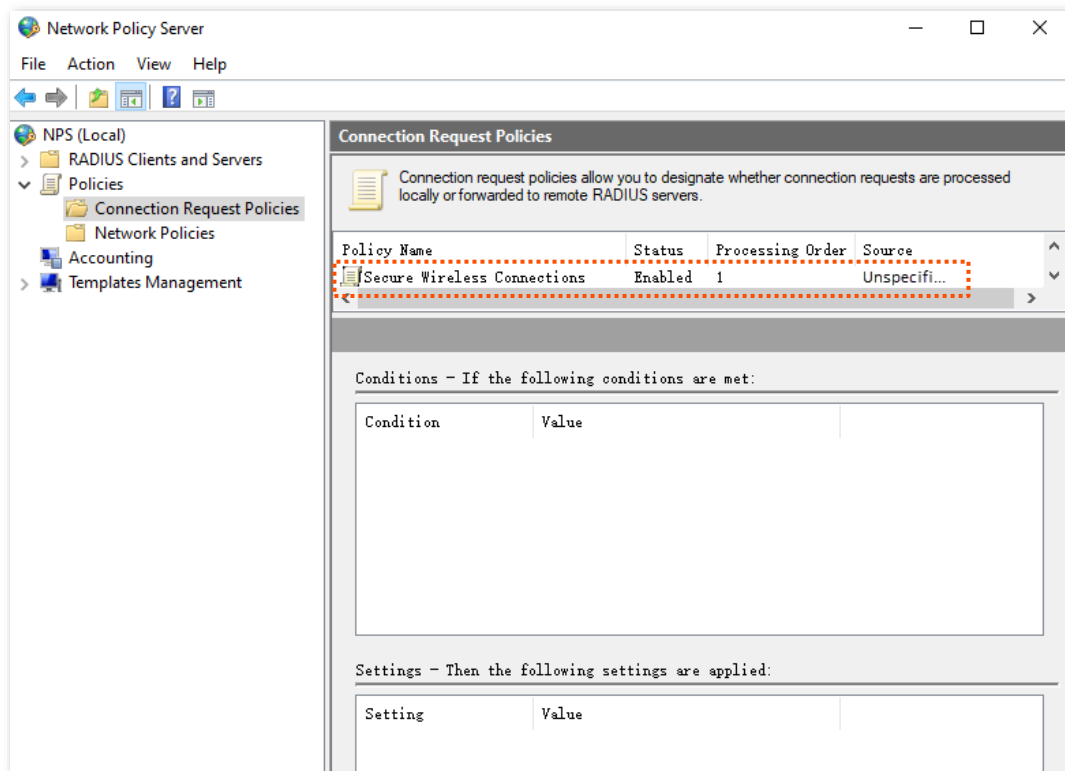 Network Policy Server
File Action View Help
NPS (Local)
RADIUS Clients and Servers
Policies
Connection Request Policies
Network Policies
Accounting
Templates Management
Connection Request Policies
Connection request policies allow you to designate whether connection requests are processed
locally or forwarded to remote RADIUS servers.
Policy Name Status Processing Order Source
Secure Wireless Connections Enabled 1 Unspecifi...
Conditions - If the following conditions are met:
Condition Value
Settings - Then the following settings are applied:
Setting Value